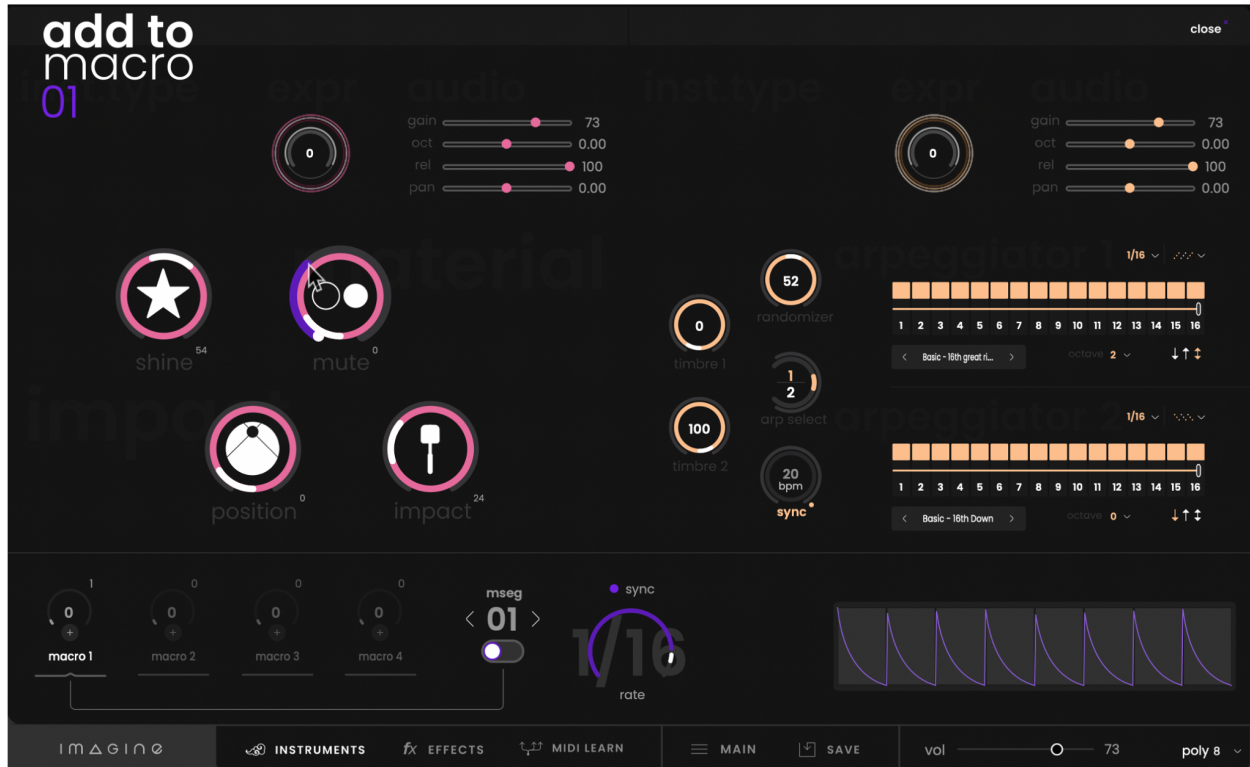 add to
macro
01
close
inst.type expr audio
inst.type expr audio
0
gain 73
oct 0.00
rel 100
pan 0.00
0
gain 73
oct 0.00
rel 100
pan 0.00
material
shine 54
mute 0
impact
position 0
impact 24
0
timbre 1
100
timbre 2
52
randomizer
1
2
arp select
20
bpm
sync
arpeggiator 1
1/16
1 2 3 4 5 6 7 8 9 10 11 12 13 14 15 16
Basic - 16th great ri...
octave 2
arpeggiator 2
1/16
1 2 3 4 5 6 7 8 9 10 11 12 13 14 15 16
Basic - 16th Down
octave 0
1
0
+
macro 1
0
0
+
macro 2
0
0
+
macro 3
0
0
+
macro 4
mseg
01
sync
1/16
rate
IMAGINE
INSTRUMENTS
fx EFFECTS
MIDI LEARN
MAIN
SAVE
vol 73
poly 8